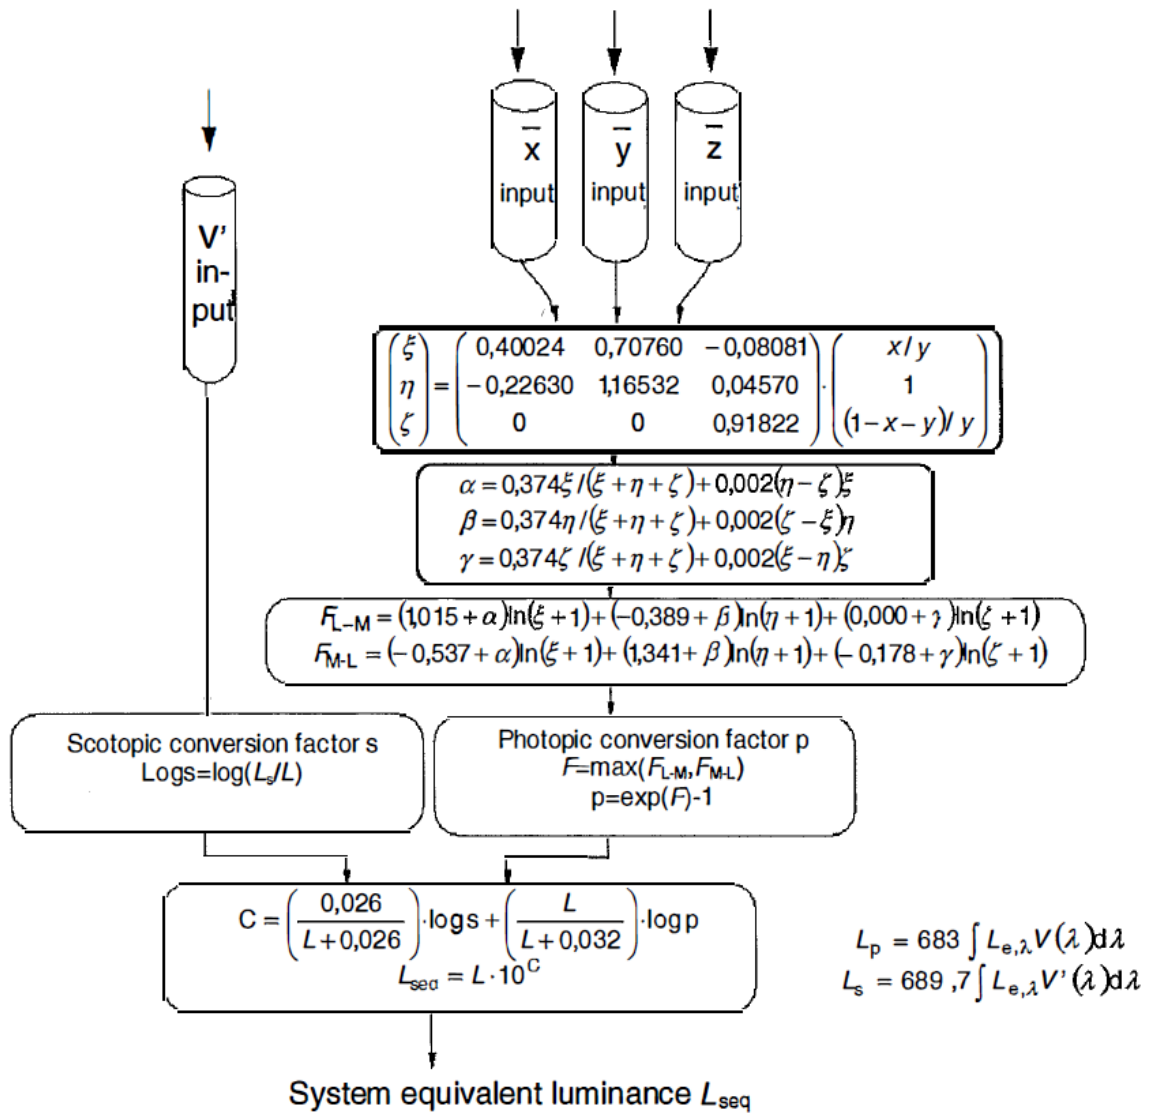 x̄
input
ȳ
input
z̄
input
V'
in-
put
(ξ η ζ) = (0,40024 0,70760 −0,08081
−0,22630 1,16532 0,04570
0 0 0,91822) · (x/y
1
(1−x−y)/y)
α = 0,374ξ/(ξ+η+ζ)+0,002(η−ζ)ξ
β = 0,374η/(ξ+η+ζ)+0,002(ζ−ξ)η
γ = 0,374ζ/(ξ+η+ζ)+0,002(ξ−η)ζ
F_L−M = (1,015+α)ln(ξ+1)+(−0,389+β)ln(η+1)+(0,000+γ)ln(ζ+1)
F_M-L = (−0,537+α)ln(ξ+1)+(1,341+β)ln(η+1)+(−0,178+γ)ln(ζ+1)
Scotopic conversion factor s
Logs=log(L_s/L)
Photopic conversion factor p
F=max(F_L-M,F_M-L)
p=exp(F)-1
C = (0,026/(L+0,026))·logs+(L/(L+0,032))·logp
L_seq = L·10^C
L_p = 683 ∫ L_e,λ V(λ)dλ
L_s = 689 ,7∫ L_e,λ V'(λ)dλ
System equivalent luminance L_seq